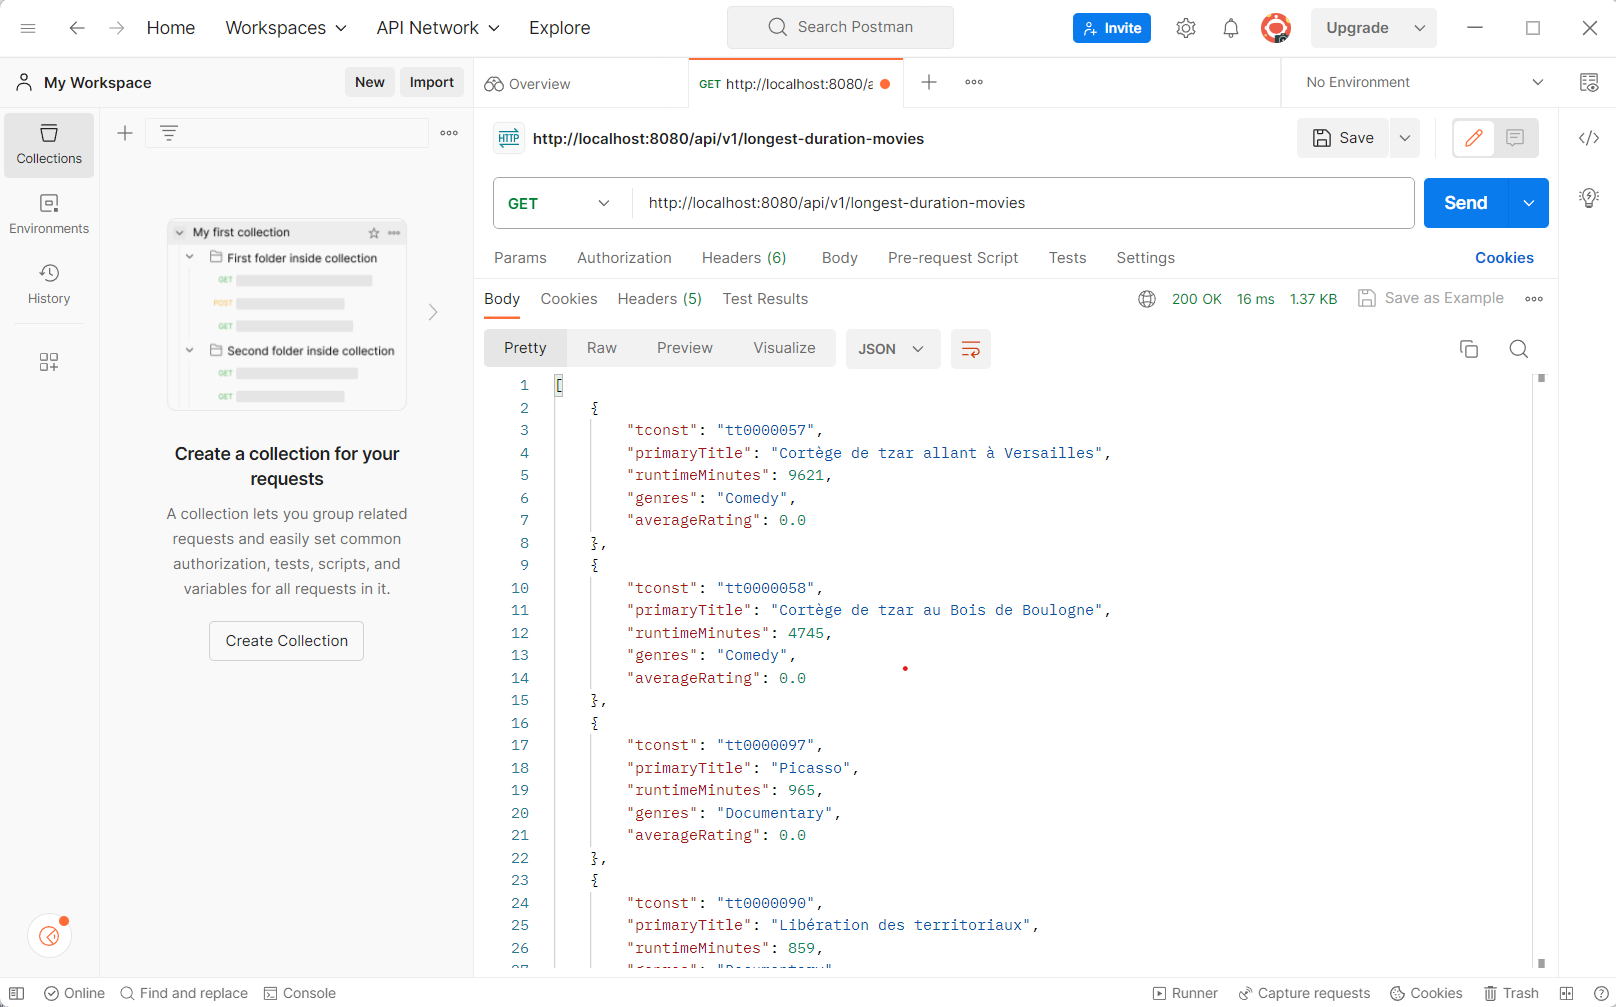 Home
Workspaces
API Network
Explore
Search Postman
Invite
Upgrade
My Workspace
New
Import
Overview
GET http://localhost:8080/a
No Environment
Collections
Environments
History
My first collection
First folder inside collection
GET
POST
GET
Second folder inside collection
GET
GET
Create a collection for your
requests
A collection lets you group related
requests and easily set common
authorization, tests, scripts, and
variables for all requests in it.
Create Collection
HTTP
http://localhost:8080/api/v1/longest-duration-movies
Save
GET
http://localhost:8080/api/v1/longest-duration-movies
Send
Params
Authorization
Headers (6)
Body
Pre-request Script
Tests
Settings
Cookies
Body
Cookies
Headers (5)
Test Results
200 OK
16 ms
1.37 KB
Save as Example
Pretty
Raw
Preview
Visualize
JSON
1 [
2 {
3 "tconst": "tt0000057",
4 "primaryTitle": "Cortège de tzar allant à Versailles",
5 "runtimeMinutes": 9621,
6 "genres": "Comedy",
7 "averageRating": 0.0
8 },
9 {
10 "tconst": "tt0000058",
11 "primaryTitle": "Cortège de tzar au Bois de Boulogne",
12 "runtimeMinutes": 4745,
13 "genres": "Comedy",
14 "averageRating": 0.0
15 },
16 {
17 "tconst": "tt0000097",
18 "primaryTitle": "Picasso",
19 "runtimeMinutes": 965,
20 "genres": "Documentary",
21 "averageRating": 0.0
22 },
23 {
24 "tconst": "tt0000090",
25 "primaryTitle": "Libération des territoriaux",
26 "runtimeMinutes": 859,
27 "genres": "Documentary"
Online
Find and replace
Console
Runner
Capture requests
Cookies
Trash